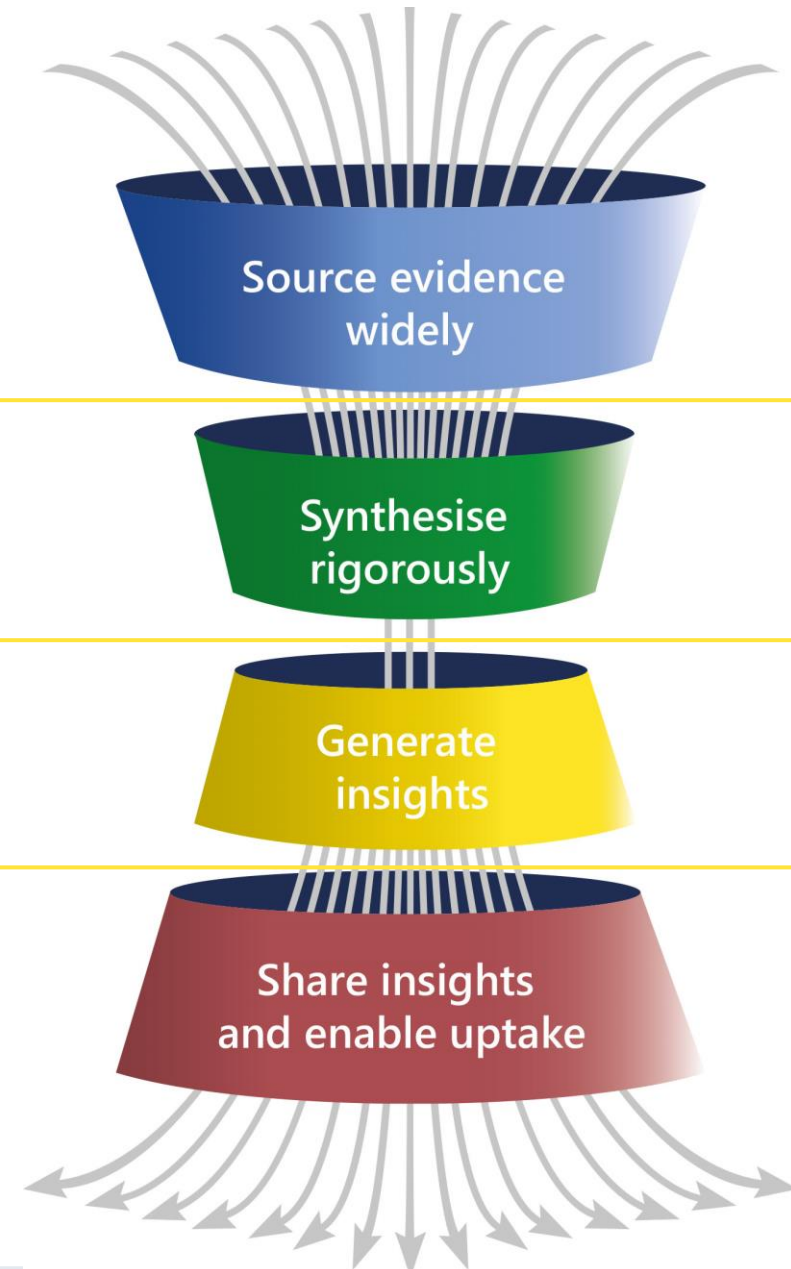 Source evidence
widely
Synthesise
rigorously
Generate
insights
Share insights
and enable uptake